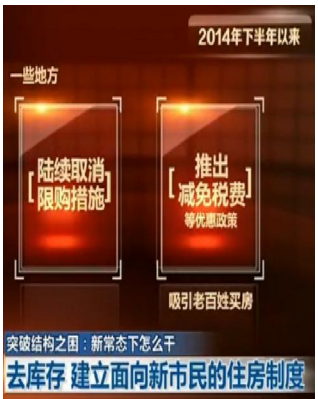 2014年下半年以来
一些地方
陆续取消
限购措施
推出
减免税费
等优惠政策
吸引老百姓买房
突破结构之困：新常态下怎么干
去库存 建立面向新市民的住房制度